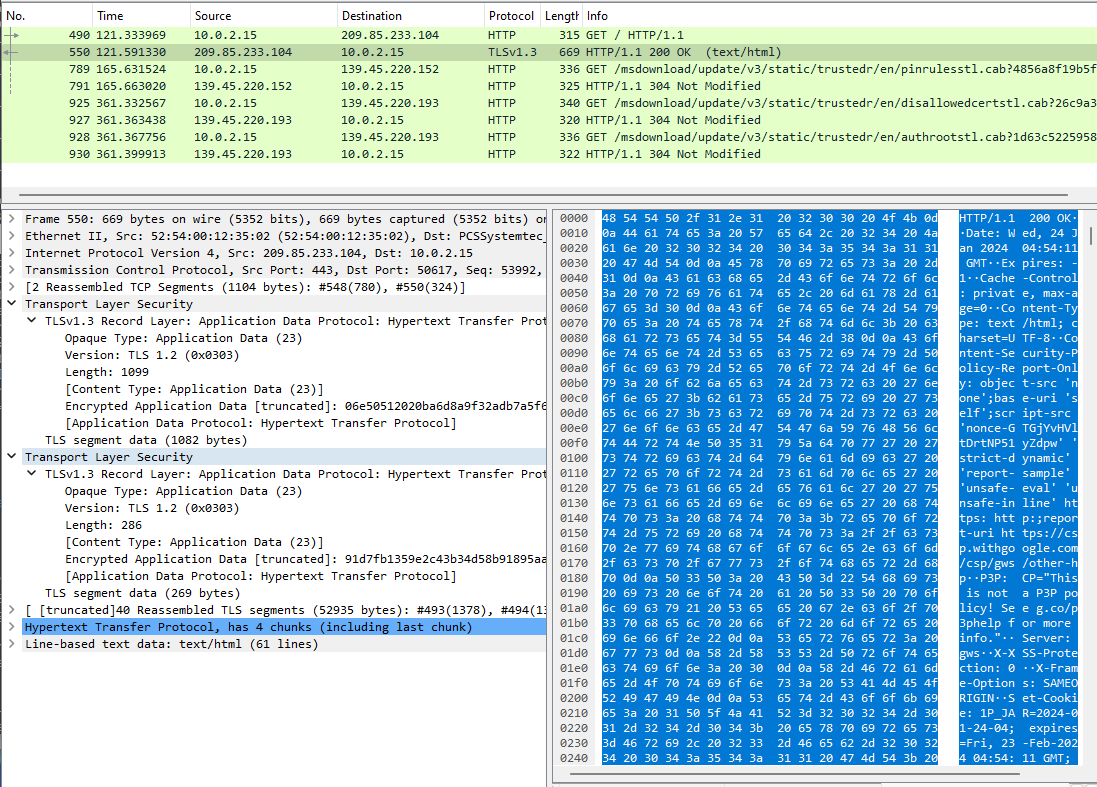 No. Time Source Destination Protocol Length Info
490 121.333969 10.0.2.15 209.85.233.104 HTTP 315 GET / HTTP/1.1
550 121.591330 209.85.233.104 10.0.2.15 TLSv1.3 669 HTTP/1.1 200 OK (text/html)
789 165.631524 10.0.2.15 139.45.220.152 HTTP 336 GET /msdownload/update/v3/static/trustedr/en/pinrulesstl.cab?4856a8f19b5f
791 165.663020 139.45.220.152 10.0.2.15 HTTP 325 HTTP/1.1 304 Not Modified
925 361.332567 10.0.2.15 139.45.220.193 HTTP 340 GET /msdownload/update/v3/static/trustedr/en/disallowedcertstl.cab?26c9a3
927 361.363438 139.45.220.193 10.0.2.15 HTTP 320 HTTP/1.1 304 Not Modified
928 361.367756 10.0.2.15 139.45.220.193 HTTP 336 GET /msdownload/update/v3/static/trustedr/en/authrootstl.cab?1d63c5225958
930 361.399913 139.45.220.193 10.0.2.15 HTTP 322 HTTP/1.1 304 Not Modified
Frame 550: 669 bytes on wire (5352 bits), 669 bytes captured (5352 bits) on
Ethernet II, Src: 52:54:00:12:35:02 (52:54:00:12:35:02), Dst: PCSSystemtec_
Internet Protocol Version 4, Src: 209.85.233.104, Dst: 10.0.2.15
Transmission Control Protocol, Src Port: 443, Dst Port: 50617, Seq: 53992,
[2 Reassembled TCP Segments (1104 bytes): #548(780), #550(324)]
Transport Layer Security
TLSv1.3 Record Layer: Application Data Protocol: Hypertext Transfer Prot
Opaque Type: Application Data (23)
Version: TLS 1.2 (0x0303)
Length: 1099
[Content Type: Application Data (23)]
Encrypted Application Data [truncated]: 06e50512020ba6d8a9f32adb7a5f6
[Application Data Protocol: Hypertext Transfer Protocol]
TLS segment data (1082 bytes)
Transport Layer Security
TLSv1.3 Record Layer: Application Data Protocol: Hypertext Transfer Prot
Opaque Type: Application Data (23)
Version: TLS 1.2 (0x0303)
Length: 286
[Content Type: Application Data (23)]
Encrypted Application Data [truncated]: 91d7fb1359e2c43b34d58b91895aa
[Application Data Protocol: Hypertext Transfer Protocol]
TLS segment data (269 bytes)
[ [truncated]40 Reassembled TLS segments (52935 bytes): #493(1378), #494(13
Hypertext Transfer Protocol, has 4 chunks (including last chunk)
Line-based text data: text/html (61 lines)
0000 48 54 54 50 2f 31 2e 31 20 32 30 30 20 4f 4b 0d HTTP/1.1 200 OK·
0010 0a 44 61 74 65 3a 20 57 65 64 2c 20 32 34 20 4a ·Date: W ed, 24 J
0020 61 6e 20 32 30 32 34 20 30 34 3a 35 34 3a 31 31 an 2024 04:54:11
0030 20 47 4d 54 0d 0a 45 78 70 69 72 65 73 3a 20 2d GMT··Ex pires: -
0040 31 0d 0a 43 61 63 68 65 2d 43 6f 6e 74 72 6f 6c 1··Cache -Control
0050 3a 20 70 72 69 76 61 74 65 2c 20 6d 61 78 2d 61 : privat e, max-a
0060 67 65 3d 30 0d 0a 43 6f 6e 74 65 6e 74 2d 54 79 ge=0··Co ntent-Ty
0070 70 65 3a 20 74 65 78 74 2f 68 74 6d 6c 3b 20 63 pe: text /html; c
0080 68 61 72 73 65 74 3d 55 54 46 2d 38 0d 0a 43 6f harset=U TF-8··Co
0090 6e 74 65 6e 74 2d 53 65 63 75 72 69 74 79 2d 50 ntent-Se curity-P
00a0 6f 6c 69 63 79 2d 52 65 70 6f 72 74 2d 4f 6e 6c olicy-Re port-Onl
00b0 79 3a 20 6f 62 6a 65 63 74 2d 73 72 63 20 27 6e y: objec t-src 'n
00c0 6f 6e 65 27 3b 62 61 73 65 2d 75 72 69 20 27 73 one';bas e-uri 's
00d0 65 6c 66 27 3b 73 63 72 69 70 74 2d 73 72 63 20 elf';scr ipt-src
00e0 27 6e 6f 6e 63 65 2d 47 54 47 6a 59 76 48 56 6c 'nonce-G TGjYvHVl
00f0 74 44 72 74 4e 50 35 31 79 5a 64 70 77 27 20 27 tDrtNP51 yZdpw' '
0100 73 74 72 69 63 74 2d 64 79 6e 61 6d 69 63 27 20 strict-d ynamic'
0110 27 72 65 70 6f 72 74 2d 73 61 6d 70 6c 65 27 20 'report- sample'
0120 27 75 6e 73 61 66 65 2d 65 76 61 6c 27 20 27 75 'unsafe- eval' 'u
0130 6e 73 61 66 65 2d 69 6e 6c 69 6e 65 27 20 68 74 nsafe-in line' ht
0140 74 70 73 3a 20 68 74 74 70 3a 3b 72 65 70 6f 72 tps: htt p:;repor
0150 74 2d 75 72 69 20 68 74 74 70 73 3a 2f 2f 63 73 t-uri ht tps://cs
0160 70 2e 77 69 74 68 67 6f 6f 67 6c 65 2e 63 6f 6d p.withgo ogle.com
0170 2f 63 73 70 2f 67 77 73 2f 6f 74 68 65 72 2d 68 /csp/gws /other-h
0180 70 0d 0a 50 33 50 3a 20 43 50 3d 22 54 68 69 73 p··P3P: CP="This
0190 20 69 73 20 6e 6f 74 20 61 20 50 33 50 20 70 6f is not a P3P po
01a0 6c 69 63 79 21 20 53 65 65 20 67 2e 63 6f 2f 70 licy! Se e g.co/p
01b0 33 70 68 65 6c 70 20 66 6f 72 20 6d 6f 72 65 20 3phelp f or more
01c0 69 6e 66 6f 2e 22 0d 0a 53 65 72 76 65 72 3a 20 info."·· Server:
01d0 67 77 73 0d 0a 58 2d 58 53 53 2d 50 72 6f 74 65 gws··X-X SS-Prote
01e0 63 74 69 6f 6e 3a 20 30 0d 0a 58 2d 46 72 61 6d ction: 0 ··X-Fram
01f0 65 2d 4f 70 74 69 6f 6e 73 3a 20 53 41 4d 45 4f e-Option s: SAMEO
0200 52 49 47 49 4e 0d 0a 53 65 74 2d 43 6f 6f 6b 69 RIGIN··S et-Cooki
0210 65 3a 20 31 50 5f 4a 41 52 3d 32 30 32 34 2d 30 e: 1P_JA R=2024-0
0220 31 2d 32 34 2d 30 34 3b 20 65 78 70 69 72 65 73 1-24-04; expires
0230 3d 46 72 69 2c 20 32 33 2d 46 65 62 2d 32 30 32 =Fri, 23 -Feb-202
0240 34 20 30 34 3a 35 34 3a 31 31 20 47 4d 54 3b 20 4 04:54: 11 GMT;